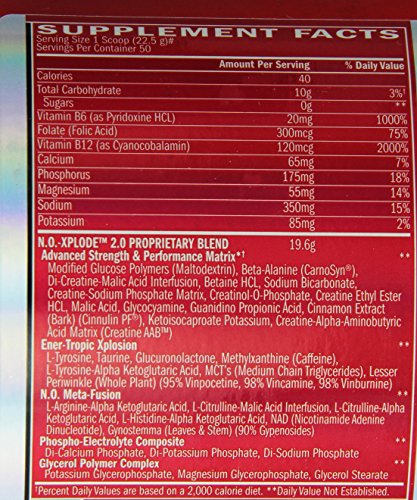 SUPPLEMENT FACTS
Serving Size 1 Scoop (22.5 g)#
Servings Per Container 50
Amount Per Serving % Daily Value
Calories 40
Total Carbohydrate 10g 3%†
Sugars 0g **
Vitamin B6 (as Pyridoxine HCL) 20mg 1000%
Folate (Folic Acid) 300mcg 75%
Vitamin B12 (as Cyanocobalamin) 120mcg 2000%
Calcium 65mg 7%
Phosphorus 175mg 18%
Magnesium 55mg 14%
Sodium 350mg 15%
Potassium 85mg 2%
N.O.-XPLODE™ 2.0 PROPRIETARY BLEND 19.6g
Advanced Strength & Performance Matrix*† **
Modified Glucose Polymers (Maltodextrin), Beta-Alanine (CarnoSyn®),
Di-Creatine-Malic Acid Interfusion, Betaine HCL, Sodium Bicarbonate,
Creatine-Sodium Phosphate Matrix, Creatinol-O-Phosphate, Creatine Ethyl Ester
HCL, Malic Acid, Glycocyamine, Guanidino Propionic Acid, Cinnamon Extract
(Bark) (Cinnulin PF®), Ketoisocaproate Potassium, Creatine-Alpha-Aminobutyric
Acid Matrix (Creatine AAB™)
Ener-Tropic Xplosion **
L-Tyrosine, Taurine, Glucuronolactone, Methylxanthine (Caffeine),
L-Tyrosine-Alpha Ketoglutaric Acid, MCT's (Medium Chain Triglycerides), Lesser
Periwinkle (Whole Plant) (95% Vinpocetine, 98% Vincamine, 98% Vinburnine)
N.O. Meta-Fusion **
L-Arginine-Alpha Ketoglutaric Acid, L-Citrulline-Malic Acid Interfusion, L-Citrulline-Alpha
Ketoglutaric Acid, L-Histidine-Alpha Ketoglutaric Acid, NAD (Nicotinamide Adenine
Dinucleotide), Gynostemma (Leaves & Stem) (90% Gypenosides)
Phospho-Electrolyte Composite **
Di-Calcium Phosphate, Di-Potassium Phosphate, Di-Sodium Phosphate
Glycerol Polymer Complex **
Potassium Glycerophosphate, Magnesium Glycerophosphate, Glycerol Stearate
Percent Daily Values are based on a 2,000 calorie diet. **Daily Value Not Established.